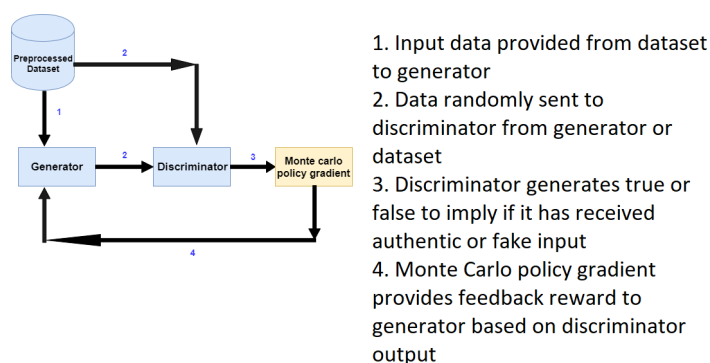 Preprocessed
Dataset
2
1
Generator
2
Discriminator
3
Monte carlo
policy gradient
4
1. Input data provided from dataset
to generator
2. Data randomly sent to
discriminator from generator or
dataset
3. Discriminator generates true or
false to imply if it has received
authentic or fake input
4. Monte Carlo policy gradient
provides feedback reward to
generator based on discriminator
output